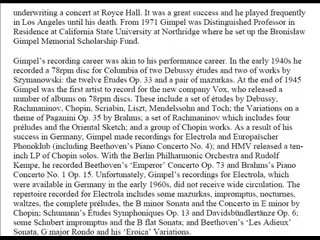 underwriting a concert at Royce Hall. It was a great success and he played frequently
in Los Angeles until his death. From 1971 Gimpel was Distinguished Professor in
Residence at California State University at Northridge where he set up the Bronislaw
Gimpel Memorial Scholarship Fund.
Gimpel's recording career was akin to his performance career. In the early 1940s he
recorded a 78rpm disc for Columbia of two Debussy études and two of works by
Szymanowski: the twelve Études Op. 33 and a pair of mazurkas. At the end of 1945
Gimpel was the first artist to record for the new company Vox, who released a
number of albums on 78rpm discs. These include a set of études by Debussy,
Rachmaninov, Chopin, Scriabin, Liszt, Mendelssohn and Toch; the Variations on a
theme of Paganini Op. 35 by Brahms; a set of Rachmaninov which includes four
préludes and the Oriental Sketch; and a group of Chopin works. As a result of his
success in Germany, Gimpel made recordings for Electrola and Europaïscher
Phonoklub (including Beethoven's Piano Concerto No. 4); and HMV released a ten-
inch LP of Chopin solos. With the Berlin Philharmonic Orchestra and Rudolf
Kempe, he recorded Beethoven's 'Emperor' Concerto Op. 73 and Brahms's Piano
Concerto No. 1 Op. 15. Unfortunately, Gimpel's recordings for Electrola, which
were available in Germany in the early 1960s, did not receive wide circulation. The
repertoire recorded for Electrola includes some mazurkas, impromptus, nocturnes,
waltzes, the complete préludes, the B minor Sonata and the Concerto in E minor by
Chopin; Schumann's Études Symphoniques Op. 13 and Davidsbündlertänze Op. 6;
some Schubert impromptus and the B flat Sonata; and Beethoven's 'Les Adieux'
Sonata, G major Rondo and his 'Eroica' Variations.